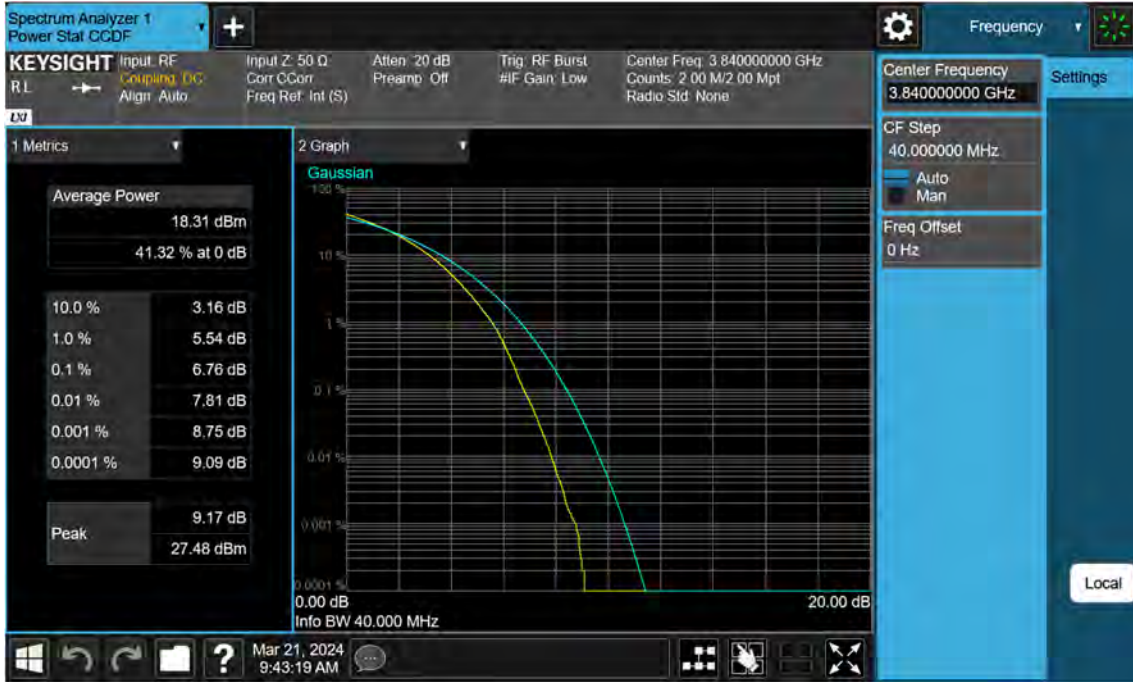 Spectrum Analyzer 1
Power Stat CCDF
Frequency
KEYSIGHT
R L
LXI
Input: RF
Coupling: DC
Align: Auto
Input Z: 50 Ω
Corr CCorr
Freq Ref: Int (S)
Atten: 20 dB
Preamp: Off
Trig: RF Burst
#IF Gain: Low
Center Freq: 3.840000000 GHz
Counts: 2.00 M/2.00 Mpt
Radio Std: None
Center Frequency
3.840000000 GHz
Settings
CF Step
40.000000 MHz
Auto
Man
Freq Offset
0 Hz
1 Metrics
Average Power
18.31 dBm
41.32 % at 0 dB
10.0 % 3.16 dB
1.0 % 5.54 dB
0.1 % 6.76 dB
0.01 % 7.81 dB
0.001 % 8.75 dB
0.0001 % 9.09 dB
Peak
9.17 dB
27.48 dBm
2 Graph
Gaussian
100 %
10 %
1 %
0.1 %
0.01 %
0.001 %
0.0001 %
0.00 dB 20.00 dB
Info BW 40.000 MHz
Local
Mar 21, 2024
9:43:19 AM